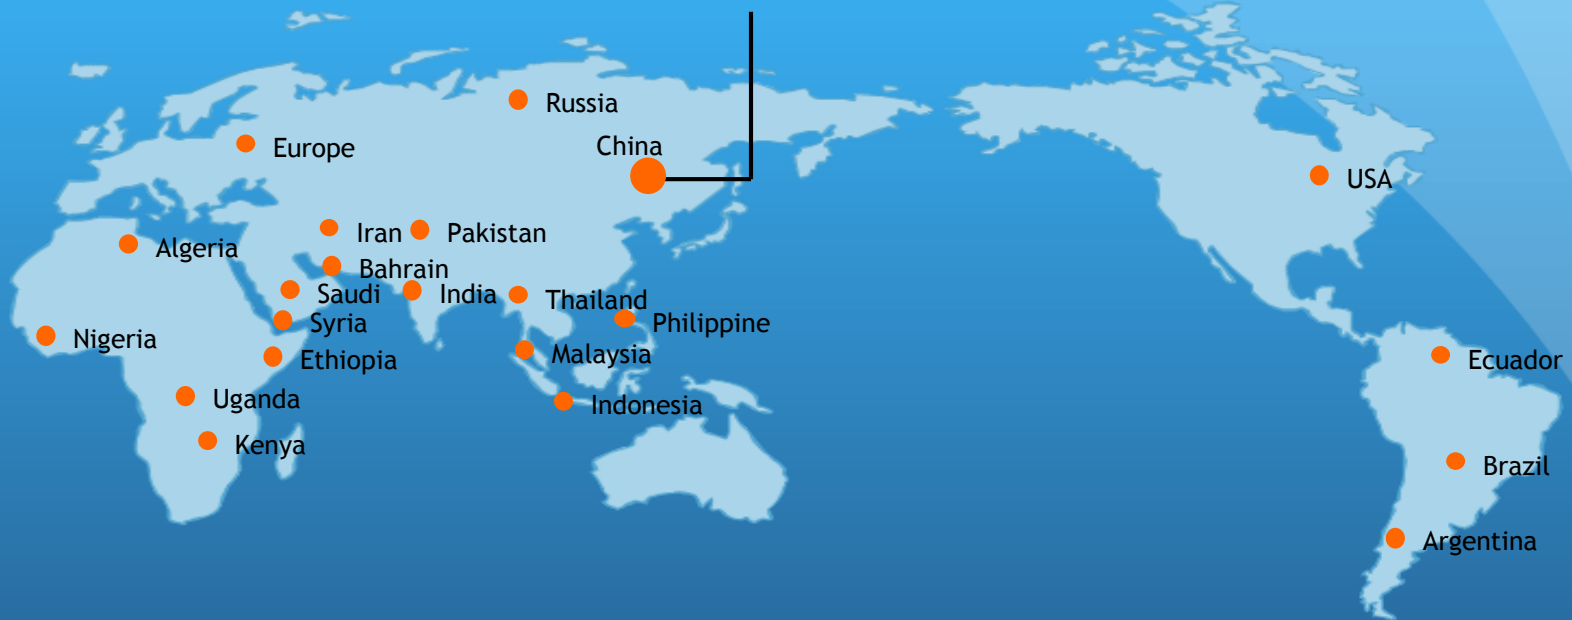 Russia
China
Europe
USA
Iran
Pakistan
Algeria
Bahrain
Saudi
India
Thailand
Syria
Philippine
Nigeria
Malaysia
Ethiopia
Ecuador
Uganda
Indonesia
Kenya
Brazil
Argentina